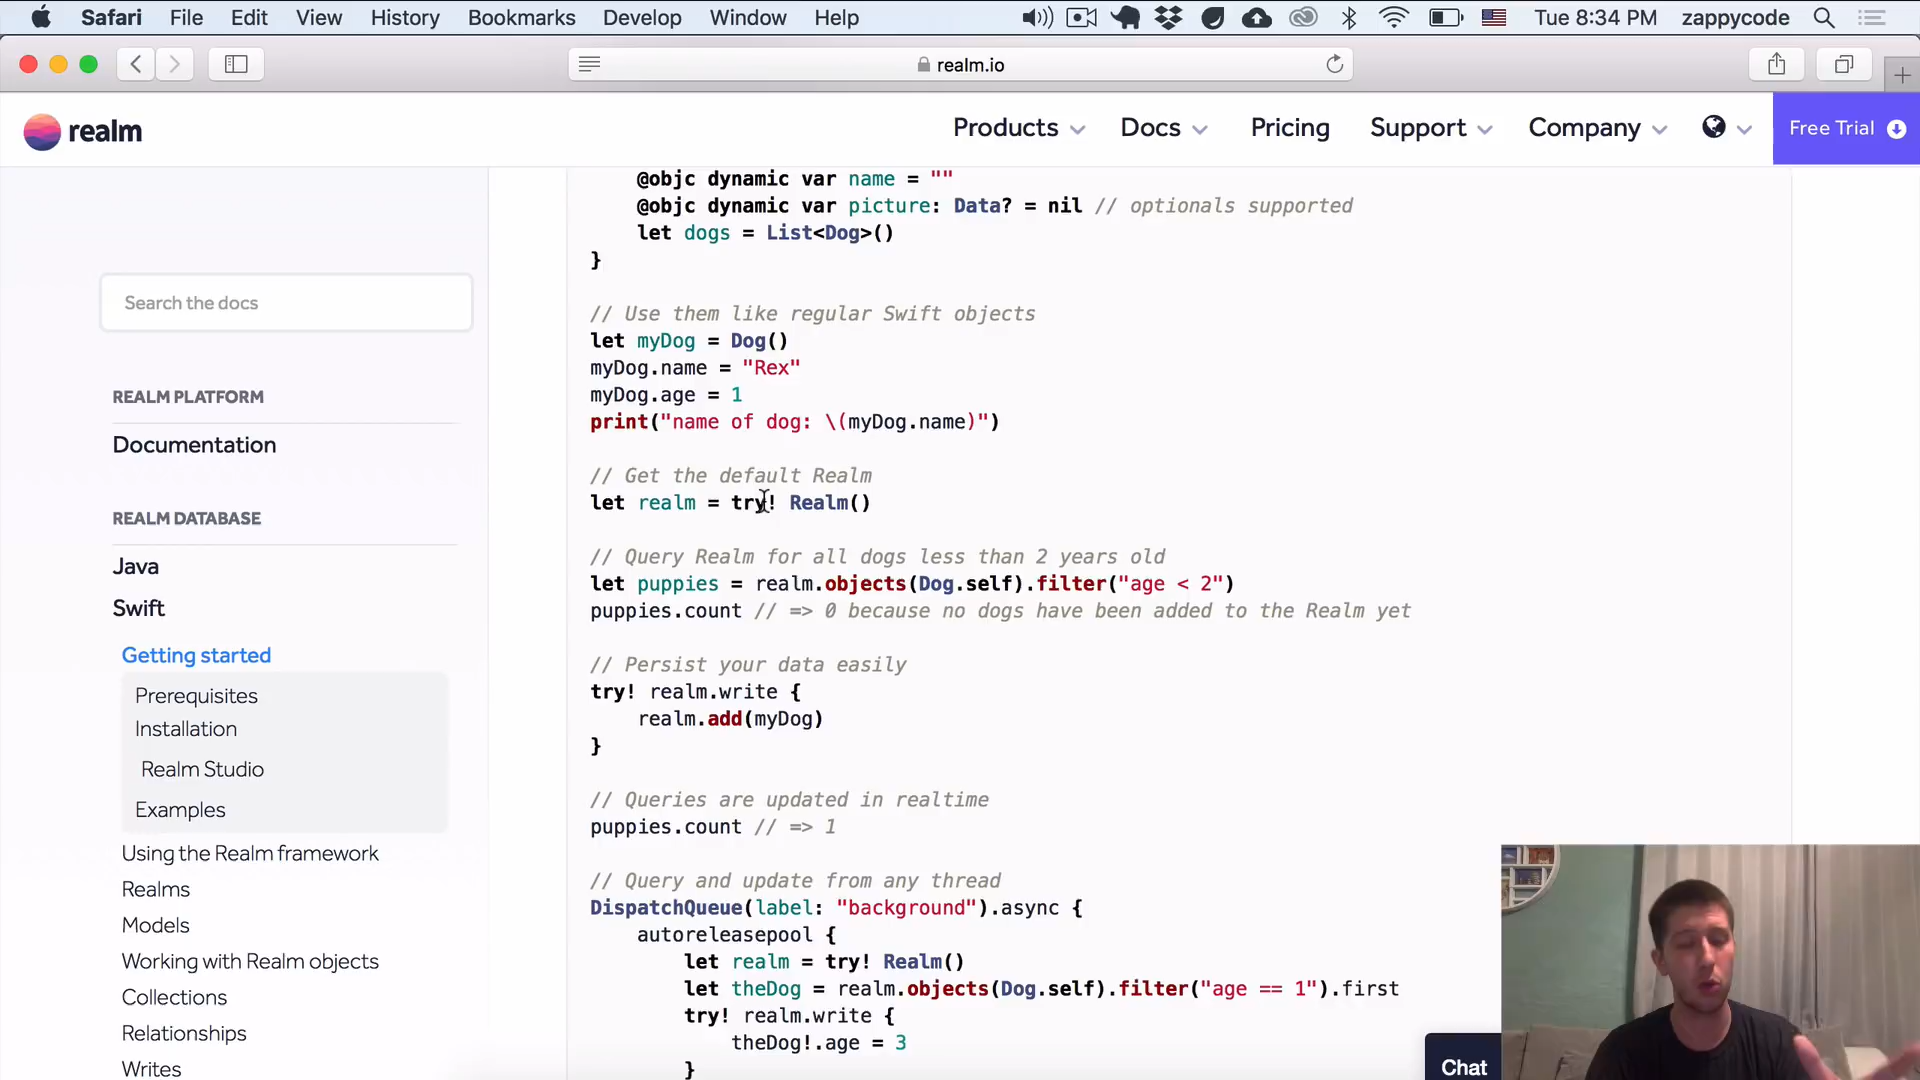 Safari File Edit View History Bookmarks Develop Window Help Tue 8:34 PM zappycode
realm.io
realm Products Docs Pricing Support Company Free Trial
@objc dynamic var name = ""
@objc dynamic var picture: Data? = nil // optionals supported
let dogs = List<Dog>()
}
// Use them like regular Swift objects
let myDog = Dog()
myDog.name = "Rex"
myDog.age = 1
print("name of dog: \(myDog.name)")
// Get the default Realm
let realm = try! Realm()
// Query Realm for all dogs less than 2 years old
let puppies = realm.objects(Dog.self).filter("age < 2")
puppies.count // => 0 because no dogs have been added to the Realm yet
// Persist your data easily
try! realm.write {
realm.add(myDog)
}
// Queries are updated in realtime
puppies.count // => 1
// Query and update from any thread
DispatchQueue(label: "background").async {
autoreleasepool {
let realm = try! Realm()
let theDog = realm.objects(Dog.self).filter("age == 1").first
try! realm.write {
theDog!.age = 3
}
Search the docs
REALM PLATFORM
Documentation
REALM DATABASE
Java
Swift
Getting started
Prerequisites
Installation
Realm Studio
Examples
Using the Realm framework
Realms
Models
Working with Realm objects
Collections
Relationships
Writes
Chat